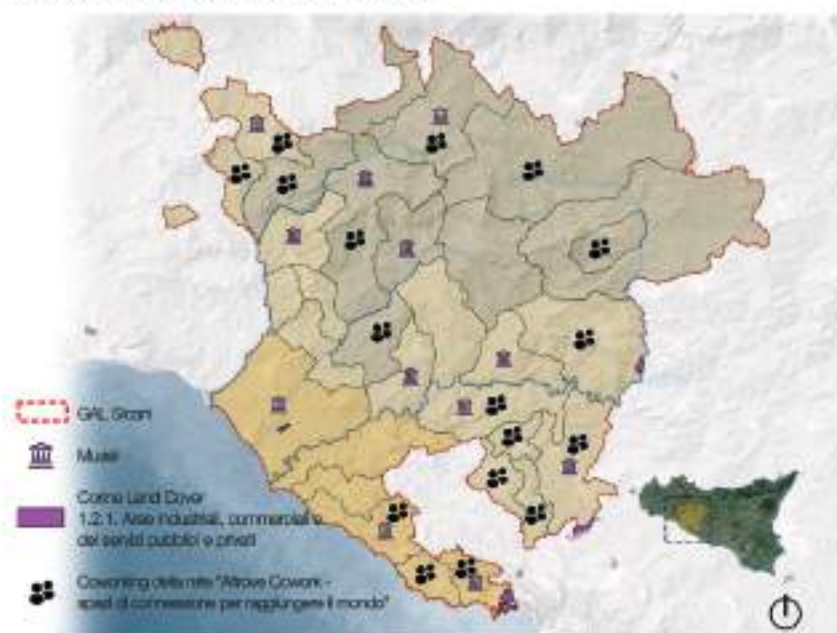 GAL Sicani
Musei
Corine Land Cover
1.2.1. Aree industriali, commerciali e
dei servizi pubblici e privati
Coworking della rete "Altrove Cowork -
spazi di connessione per raggiungere il mondo"